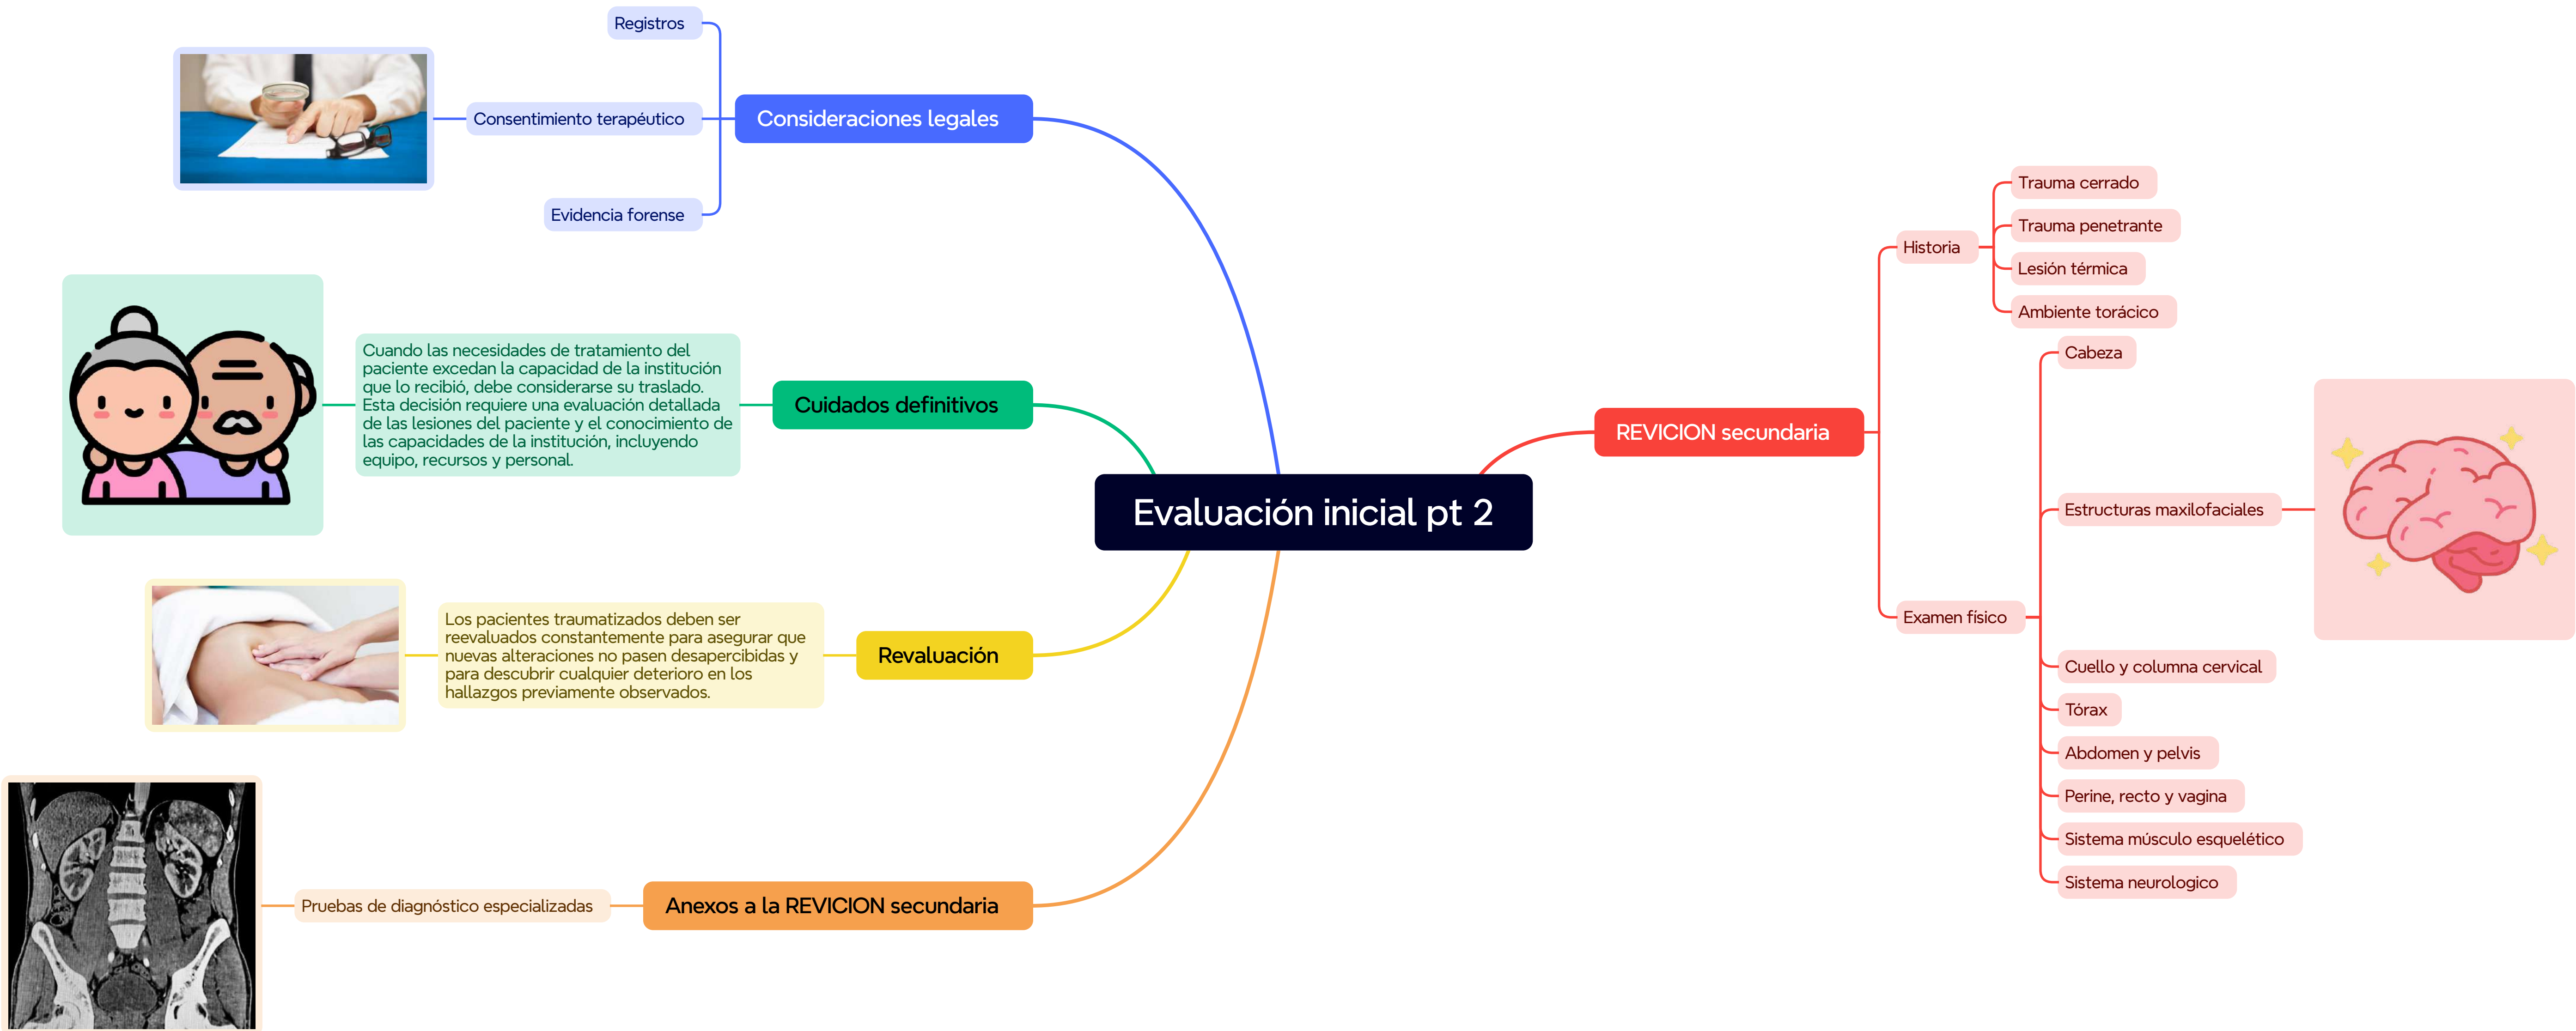 Evaluación inicial pt 2
REVICION secundaria
Historia
Trauma cerrado
Trauma penetrante
Lesión térmica
Ambiente torácico
Examen físico
Cabeza
Estructuras maxilofaciales
Cuello y columna cervical
Tórax
Abdomen y pelvis
Perine, recto y vagina
Sistema músculo esquelético
Sistema neurologico
Anexos a la REVICION secundaria
Pruebas de diagnóstico especializadas
Revaluación
Los pacientes traumatizados deben ser
reevaluados constantemente para asegurar que
nuevas alteraciones no pasen desapercibidas y
para descubrir cualquier deterioro en los
hallazgos previamente observados.
Cuidados definitivos
Cuando las necesidades de tratamiento del
paciente excedan la capacidad de la institución
que lo recibió, debe considerarse su traslado.
Esta decisión requiere una evaluación detallada
de las lesiones del paciente y el conocimiento de
las capacidades de la institución, incluyendo
equipo, recursos y personal.
Consideraciones legales
Registros
Consentimiento terapéutico
Evidencia forense